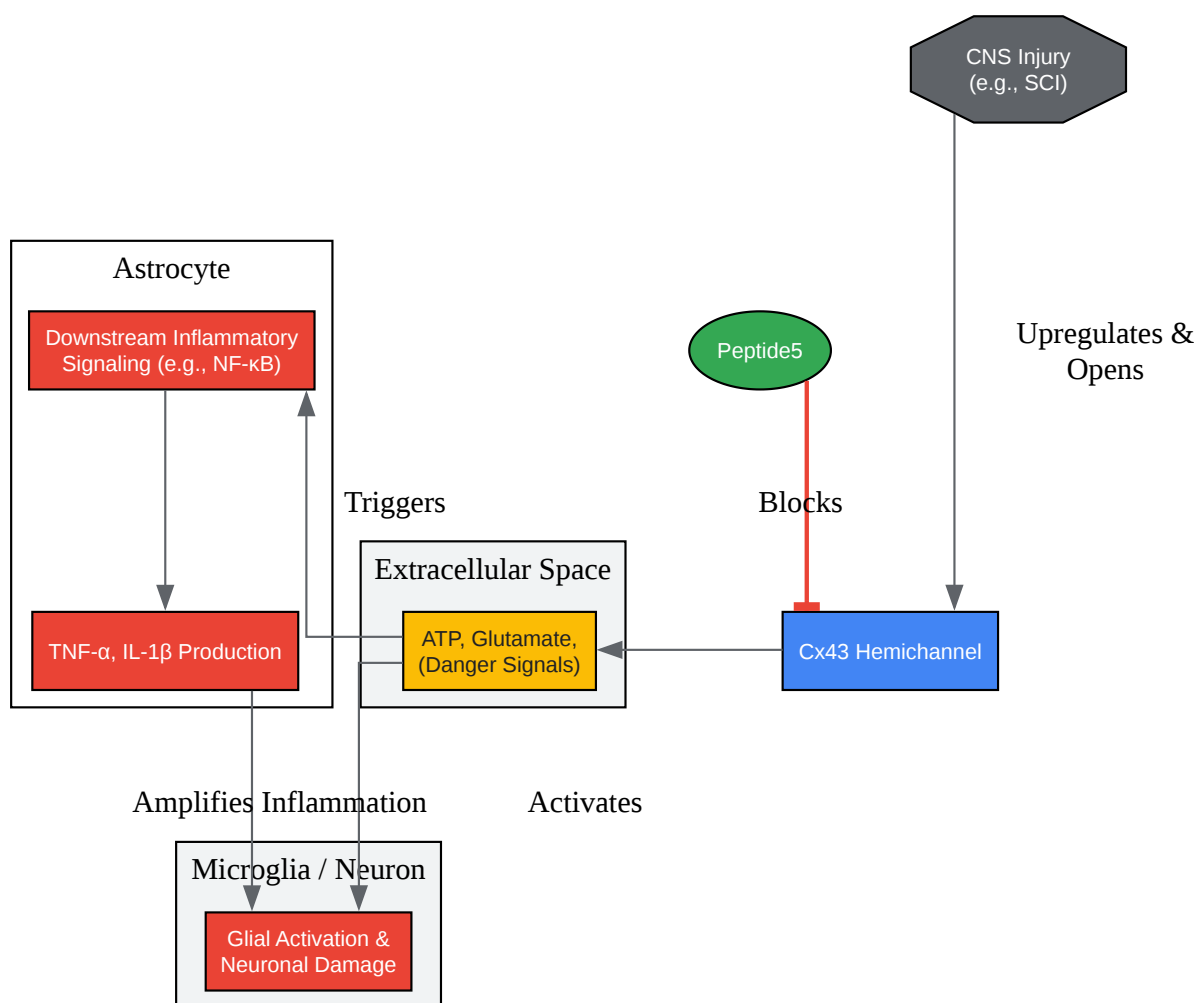 CNS Injury
(e.g., SCI)
Astrocyte
Downstream Inflammatory
Signaling (e.g., NF-κB)
Peptide5
Upregulates &
Opens
Triggers
Blocks
Extracellular Space
TNF-α, IL-1β Production
ATP, Glutamate,
(Danger Signals)
Cx43 Hemichannel
Amplifies Inflammation
Activates
Microglia / Neuron
Glial Activation &
Neuronal Damage